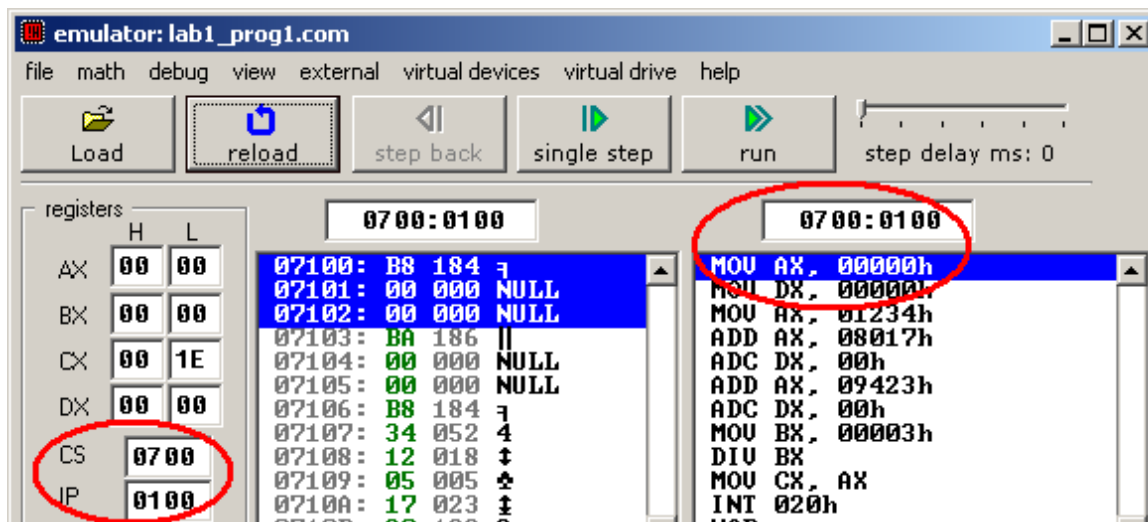 emulator: lab1_prog1.com
file math debug view external virtual devices virtual drive help
Load reload step back single step run step delay ms: 0
registers
H L
AX 00 00
BX 00 00
CX 00 1E
DX 00 00
CS 0700
IP 0100
0700:0100
07100: B8 184 ╕
07101: 00 000 NULL
07102: 00 000 NULL
07103: BA 186 ║
07104: 00 000 NULL
07105: 00 000 NULL
07106: B8 184 ╕
07107: 34 052 4
07108: 12 018 ↕
07109: 05 005 ♣
0710A: 17 023 ↨
0700:0100
MOV AX, 00000h
MOV DX, 00000h
MOV AX, 01234h
ADD AX, 08017h
ADC DX, 00h
ADD AX, 09423h
ADC DX, 00h
MOV BX, 00003h
DIV BX
MOV CX, AX
INT 020h